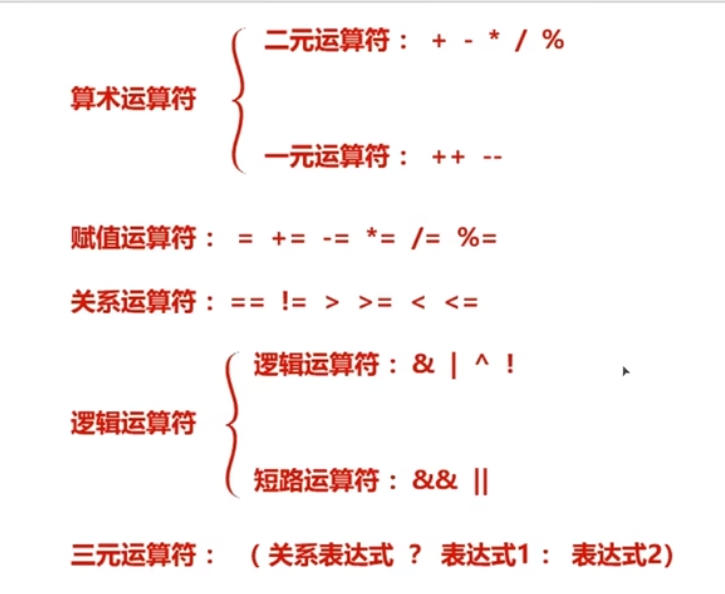 二元运算符： + - * / %
算术运算符
一元运算符： ++ --
赋值运算符： = += -= *= /= %=
关系运算符：== != > >= < <=
逻辑运算符：& | ^ !
逻辑运算符
短路运算符：&& ||
三元运算符： （关系表达式 ？ 表达式1： 表达式2）